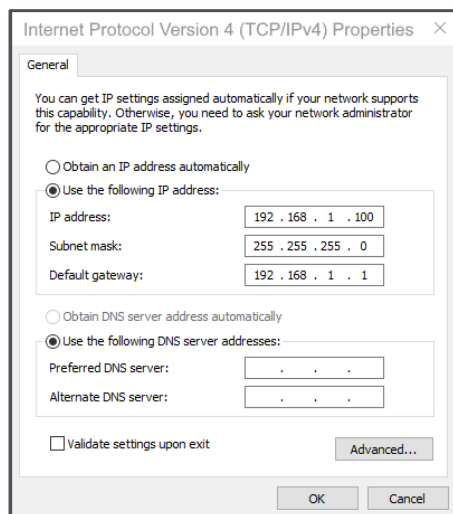 Internet Protocol Version 4 (TCP/IPv4) Properties
General
You can get IP settings assigned automatically if your network supports
this capability. Otherwise, you need to ask your network administrator
for the appropriate IP settings.
Obtain an IP address automatically
Use the following IP address:
IP address: 192 . 168 . 1 . 100
Subnet mask: 255 . 255 . 255 . 0
Default gateway: 192 . 168 . 1 . 1
Obtain DNS server address automatically
Use the following DNS server addresses:
Preferred DNS server: . . .
Alternate DNS server: . . .
Validate settings upon exit
Advanced...
OK Cancel